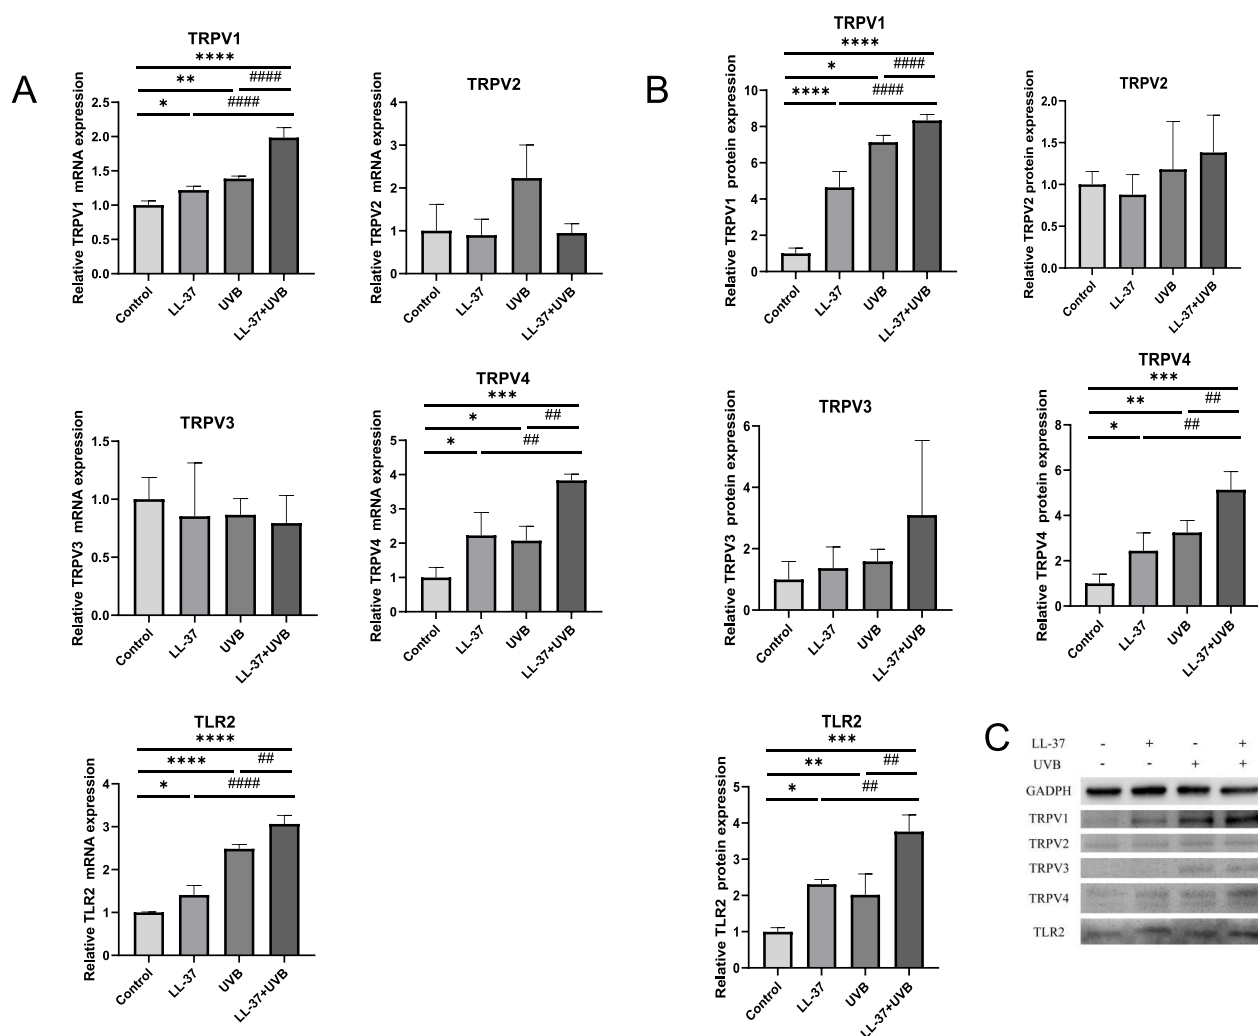 A
TRPV1
****
** ####
* ####
Relative TRPV1 mRNA expression
2.5
2.0
1.5
1.0
0.5
0.0
Control
LL-37
UVB
LL-37+UVB
TRPV2
Relative TRPV2 mRNA expression
4
3
2
1
0
Control
LL-37
UVB
LL-37+UVB
B
TRPV1
****
* ####
**** ####
Relative TRPV1 protein expression
10
8
6
4
2
0
Control
LL-37
UVB
LL-37+UVB
TRPV2
Relative TRPV2 protein expression
2.0
1.5
1.0
0.5
0.0
Control
LL-37
UVB
LL-37+UVB
TRPV3
Relative TRPV3 mRNA expression
1.5
1.0
0.5
0.0
Control
LL-37
UVB
LL-37+UVB
TRPV4
***
* ##
* ##
Relative TRPV4 mRNA expression
5
4
3
2
1
0
Control
LL-37
UVB
LL-37+UVB
TRPV3
Relative TRPV3 protein expression
6
4
2
0
Control
LL-37
UVB
LL-37+UVB
TRPV4
***
** ##
* ##
Relative TRPV4 protein expression
8
6
4
2
0
Control
LL-37
UVB
LL-37+UVB
TLR2
****
**** ##
* ####
Relative TLR2 mRNA expression
4
3
2
1
0
Control
LL-37
UVB
LL-37+UVB
TLR2
***
** ##
* ##
Relative TLR2 protein expression
5
4
3
2
1
0
Control
LL-37
UVB
LL-37+UVB
C
LL-37 - + - +
UVB - - + +
GADPH
TRPV1
TRPV2
TRPV3
TRPV4
TLR2